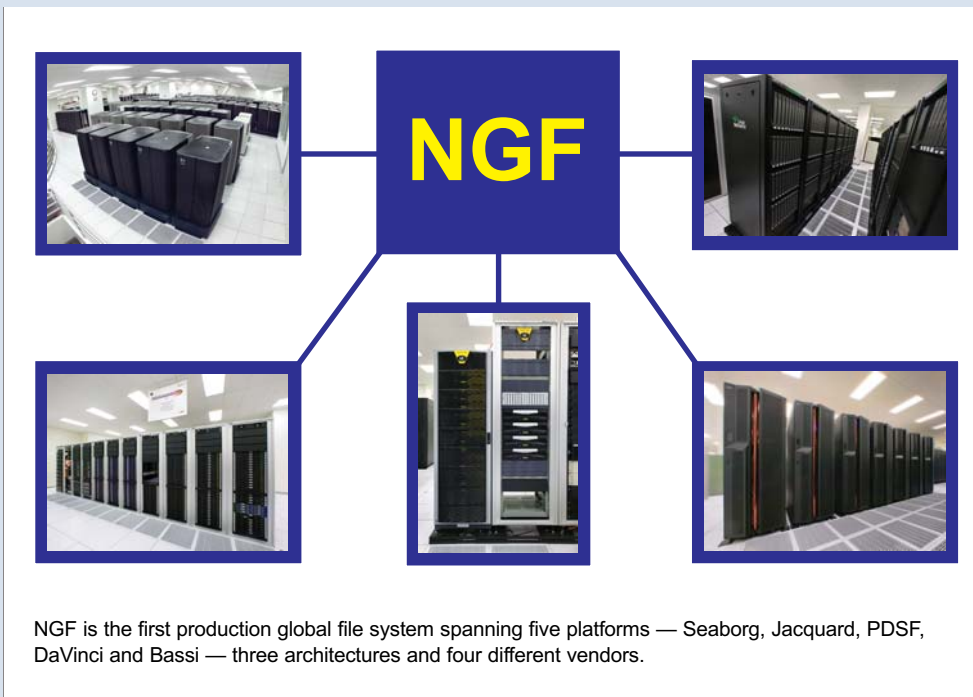 NGF
NGF is the first production global file system spanning five platforms — Seaborg, Jacquard, PDSF,
DaVinci and Bassi — three architectures and four different vendors.